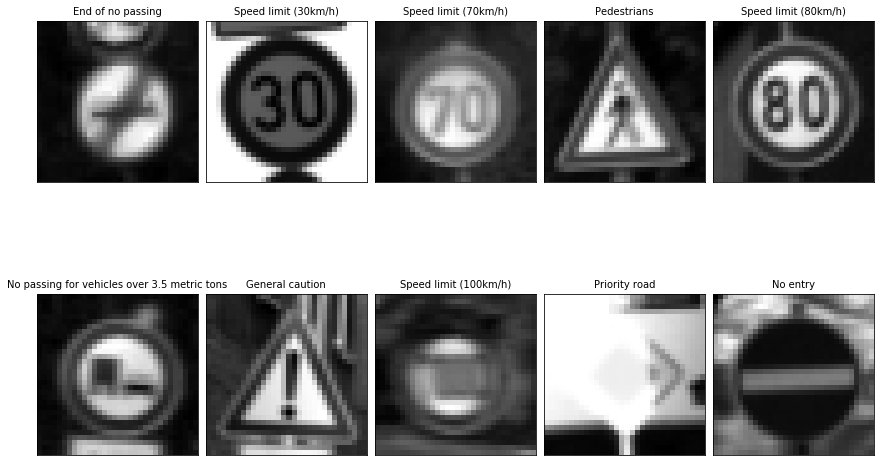 End of no passing
Speed limit (30km/h)
Speed limit (70km/h)
Pedestrians
Speed limit (80km/h)
30
70
80
No passing for vehicles over 3.5 metric tons
General caution
Speed limit (100km/h)
Priority road
No entry
!